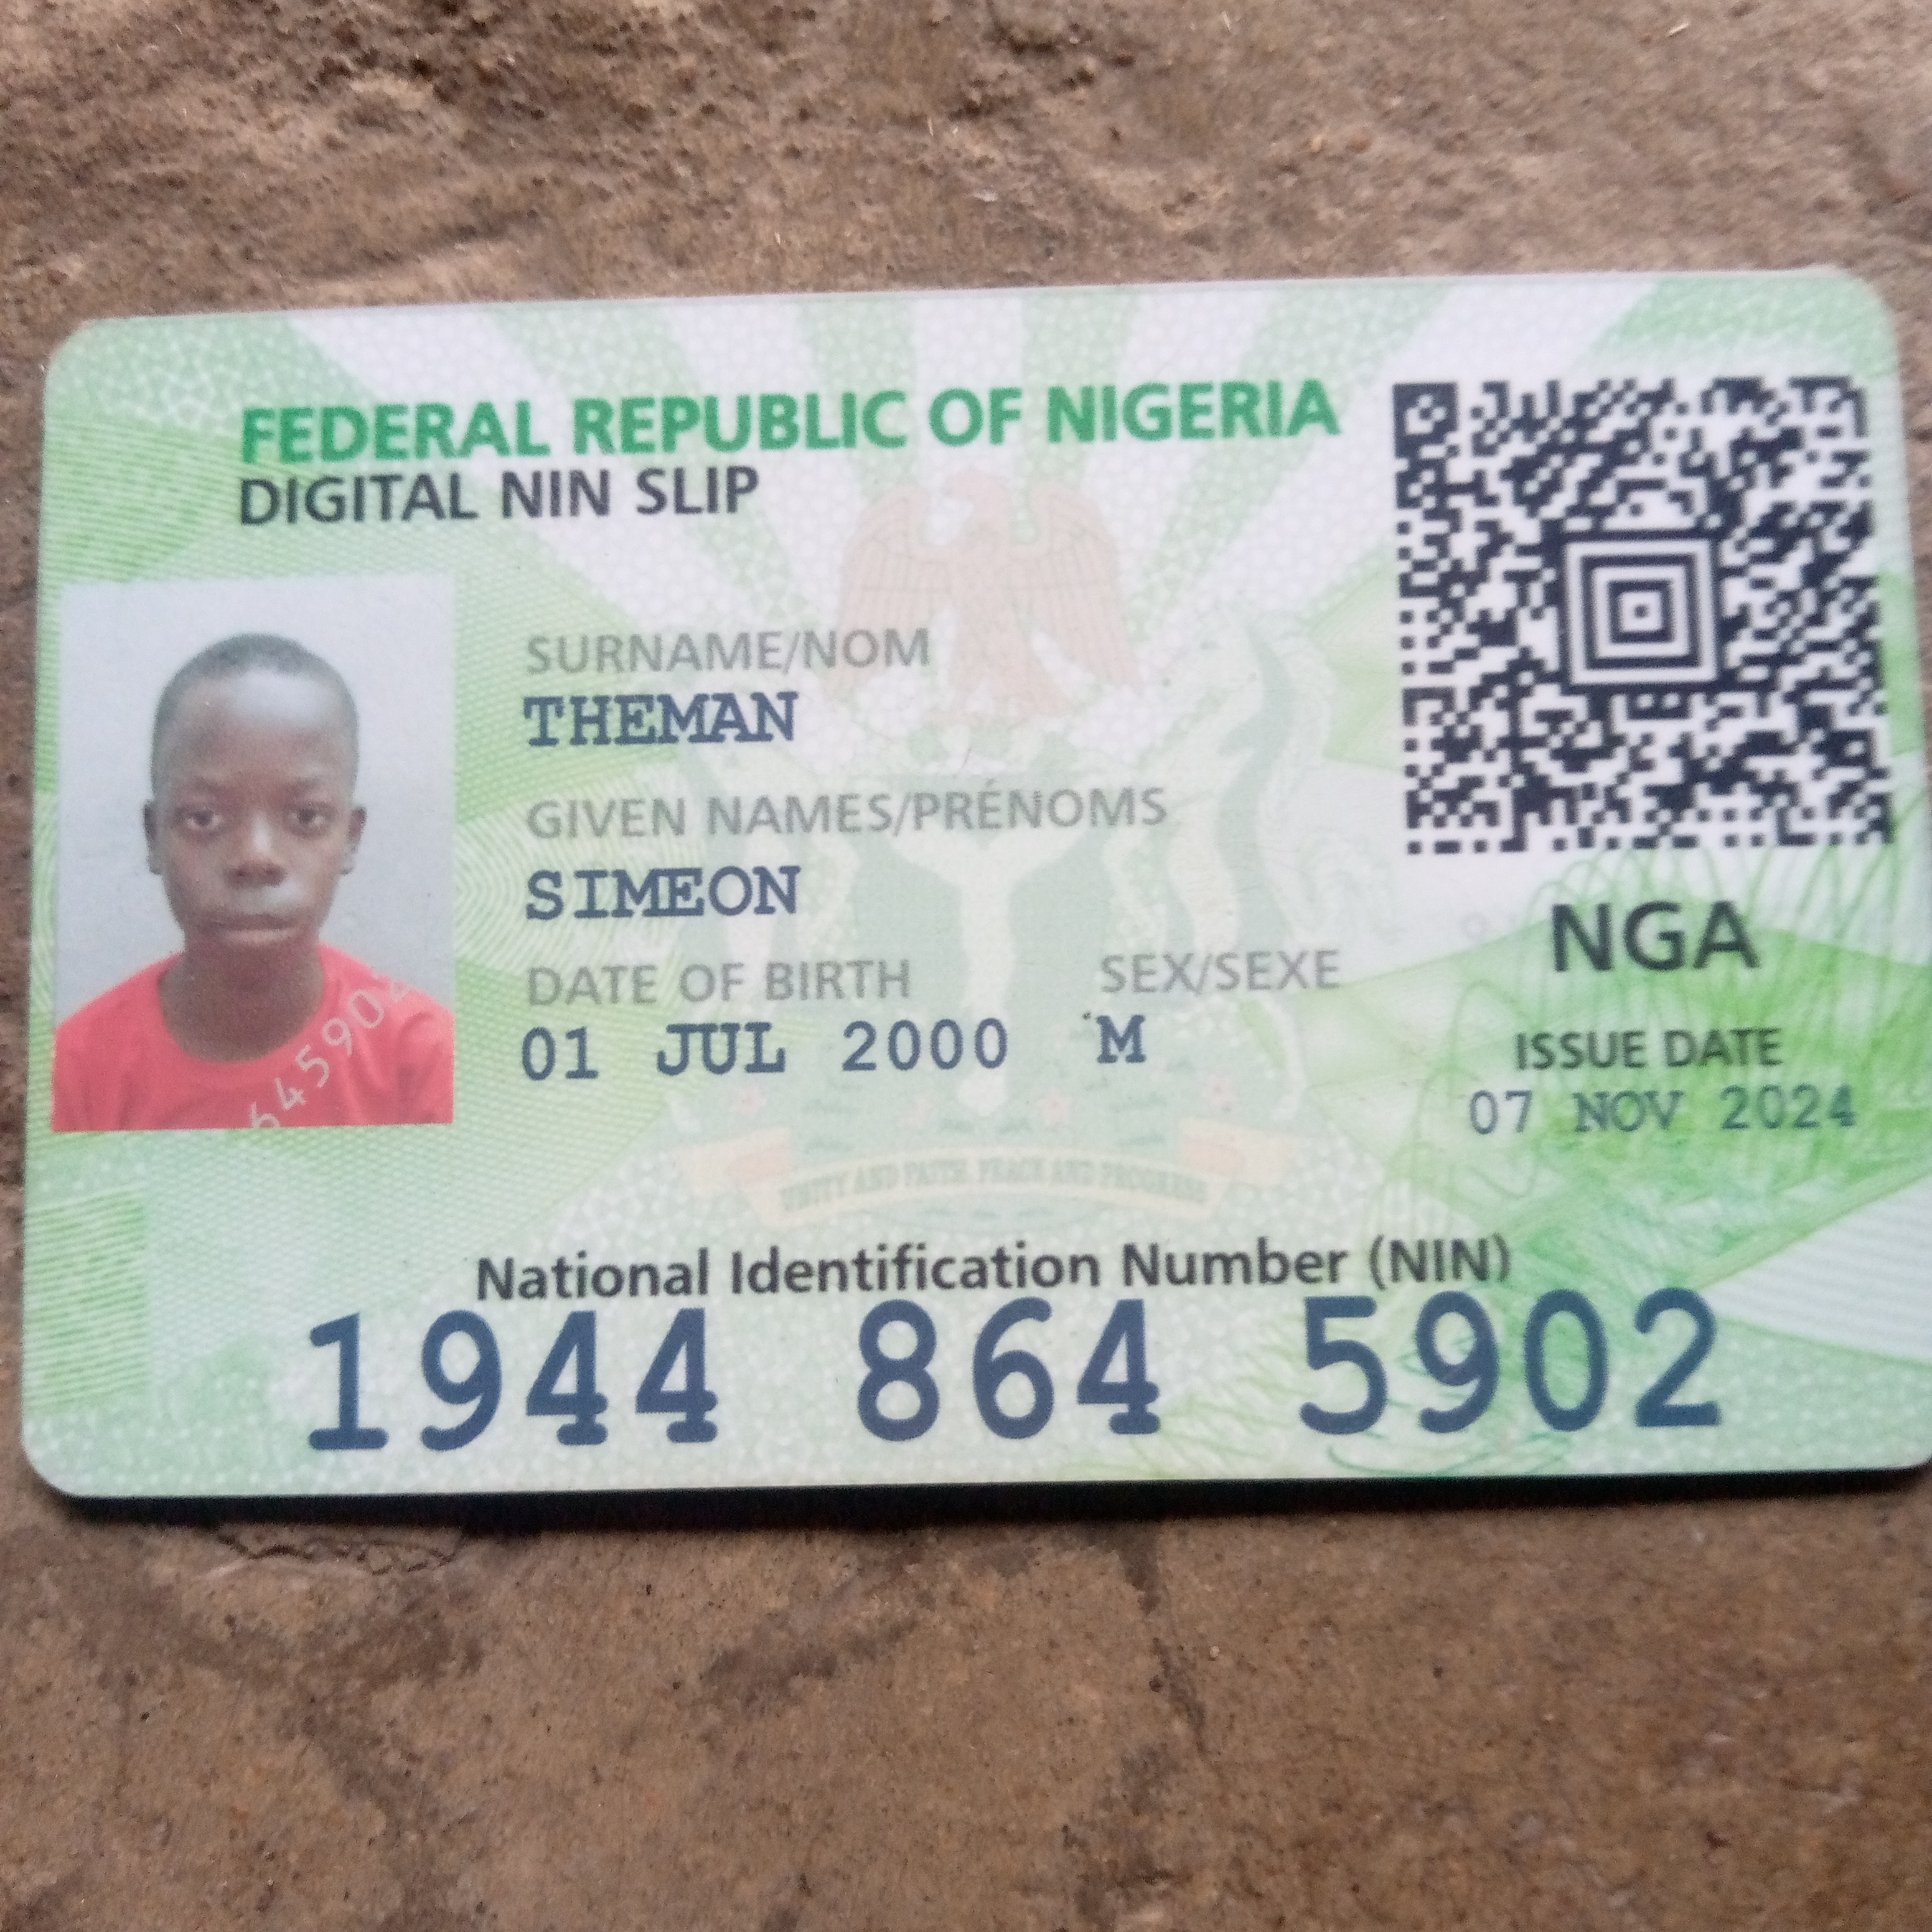 FEDERAL REPUBLIC OF NIGERIA
DIGITAL NIN SLIP
SURNAME/NOM
THEMAN
GIVEN NAMES/PRÉNOMS
SIMEON
DATE OF BIRTH SEX/SEXE
01 JUL 2000 M
NGA
ISSUE DATE
07 NOV 2024
645902
UNITY AND FAITH, PEACE AND PROGRESS
National Identification Number (NIN)
1944 864 5902